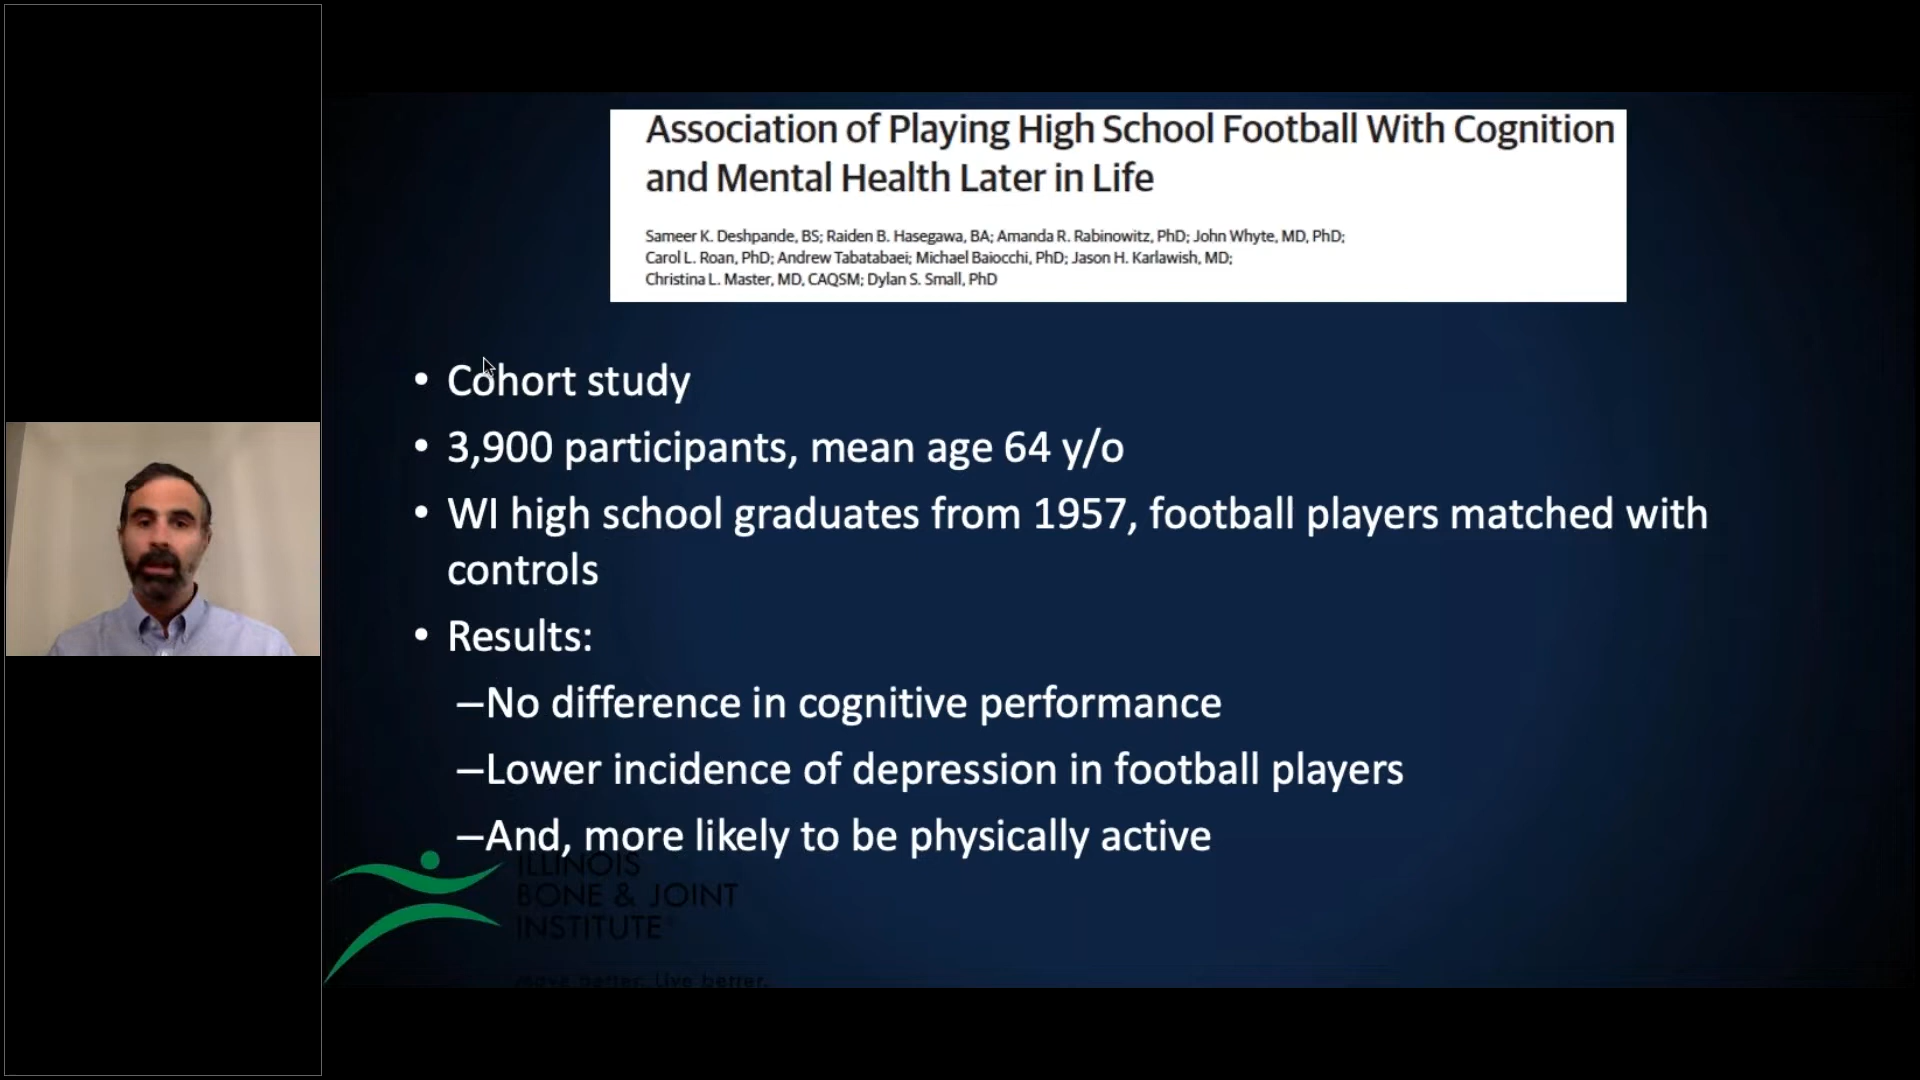 Association of Playing High School Football With Cognition
and Mental Health Later in Life
Sameer K. Deshpande, BS; Raiden B. Hasegawa, BA; Amanda R. Rabinowitz, PhD; John Whyte, MD, PhD;
Carol L. Roan, PhD; Andrew Tabatabaei; Michael Baiocchi, PhD; Jason H. Karlawish, MD;
Christina L. Master, MD, CAQSM; Dylan S. Small, PhD
• Cohort study
• 3,900 participants, mean age 64 y/o
• WI high school graduates from 1957, football players matched with
controls
• Results:
–No difference in cognitive performance
–Lower incidence of depression in football players
–And, more likely to be physically active
ILLINOIS
BONE & JOINT
INSTITUTE®
Move better. Live better.